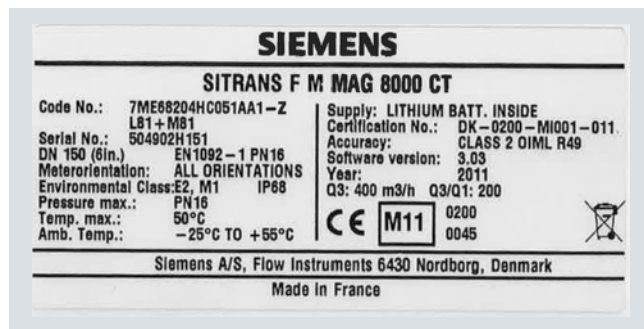 SIEMENS
SITRANS F M MAG 8000 CT
Code No.: 7ME68204HC051AA1-Z
L81+M81
Serial No.: 504902H151
DN 150 (6in.) EN1092-1 PN16
Meterorientation: ALL ORIENTATIONS
Environmental Class:E2, M1 IP68
Pressure max.: PN16
Temp. max.: 50°C
Amb. Temp.: -25°C TO +55°C
Supply: LITHIUM BATT. INSIDE
Certification No.: DK-0200-MI001-011
Accuracy: CLASS 2 OIML R49
Software version: 3.03
Year: 2011
Q3: 400 m3/h Q3/Q1: 200
CE M11 0200
0045
Siemens A/S, Flow Instruments 6430 Nordborg, Denmark
Made in France